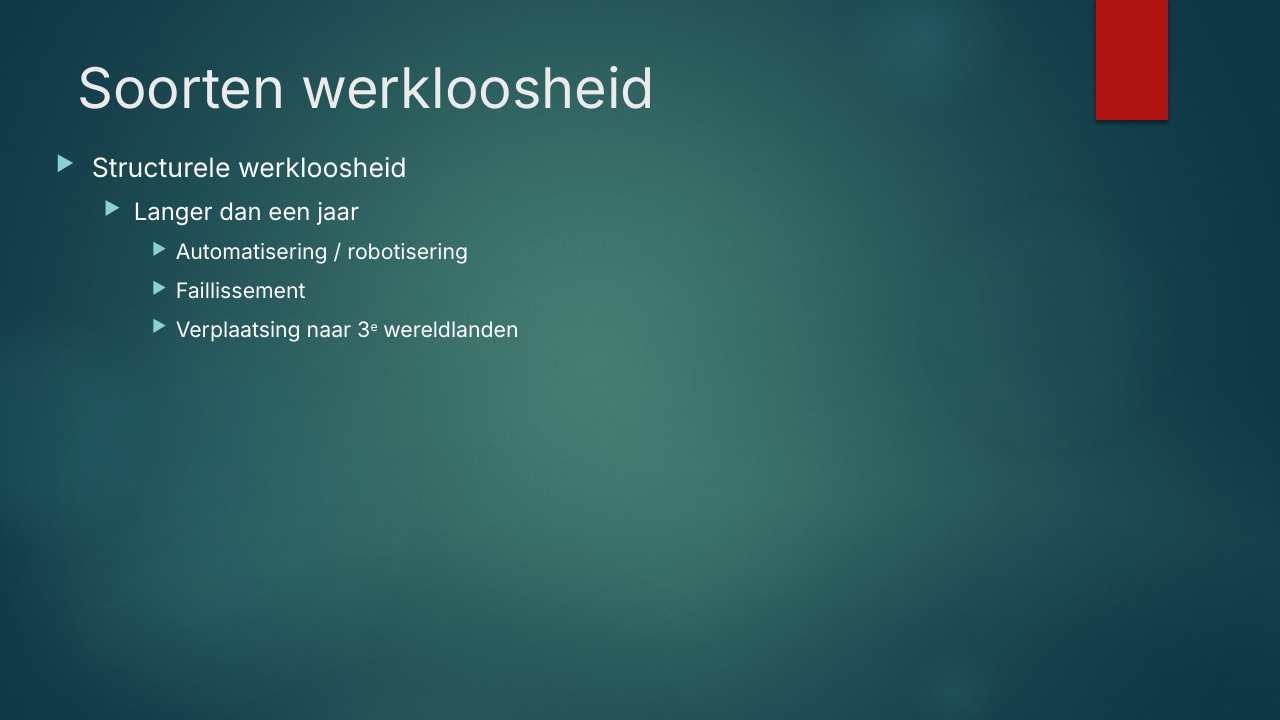 Soorten werkloosheid
Structurele werkloosheid
Langer dan een jaar
Automatisering / robotisering
Faillissement
Verplaatsing naar 3ᵉ wereldlanden